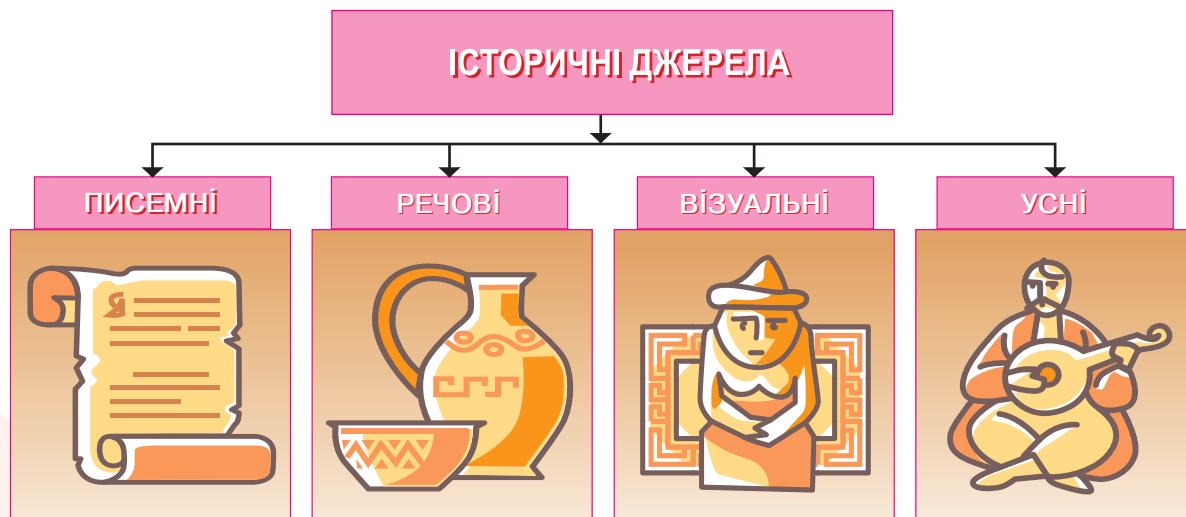 ІСТОРИЧНІ ДЖЕРЕЛА
ПИСЕМНІ
РЕЧОВІ
ВІЗУАЛЬНІ
УСНІ